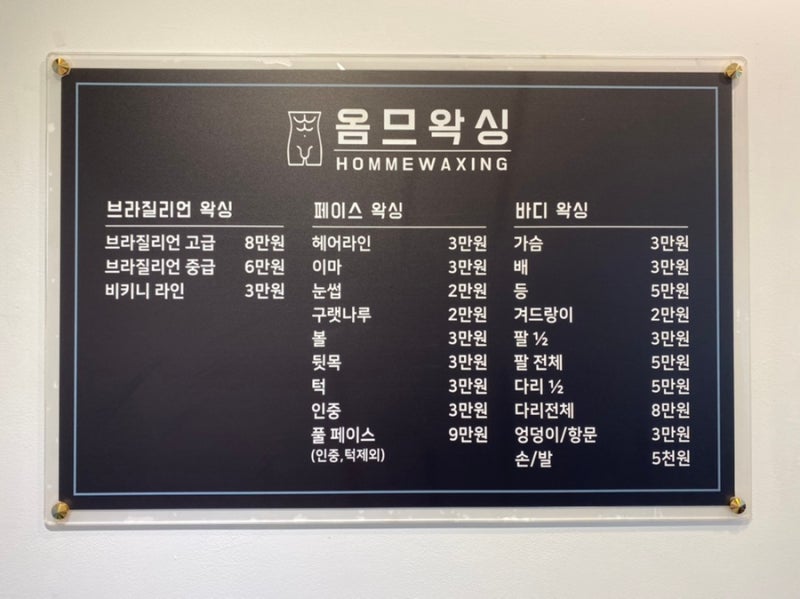 옴므왁싱
HOMMEWAXING
브라질리언 왁싱
브라질리언 고급 8만원
브라질리언 중급 6만원
비키니 라인 3만원
페이스 왁싱
헤어라인 3만원
이마 3만원
눈썹 2만원
구랫나루 2만원
볼 3만원
뒷목 3만원
턱 3만원
인중 3만원
풀 페이스 9만원
(인중,턱제외)
바디 왁싱
가슴 3만원
배 3만원
등 5만원
겨드랑이 2만원
팔 ½ 3만원
팔 전체 5만원
다리 ½ 5만원
다리전체 8만원
엉덩이/항문 3만원
손/발 5천원